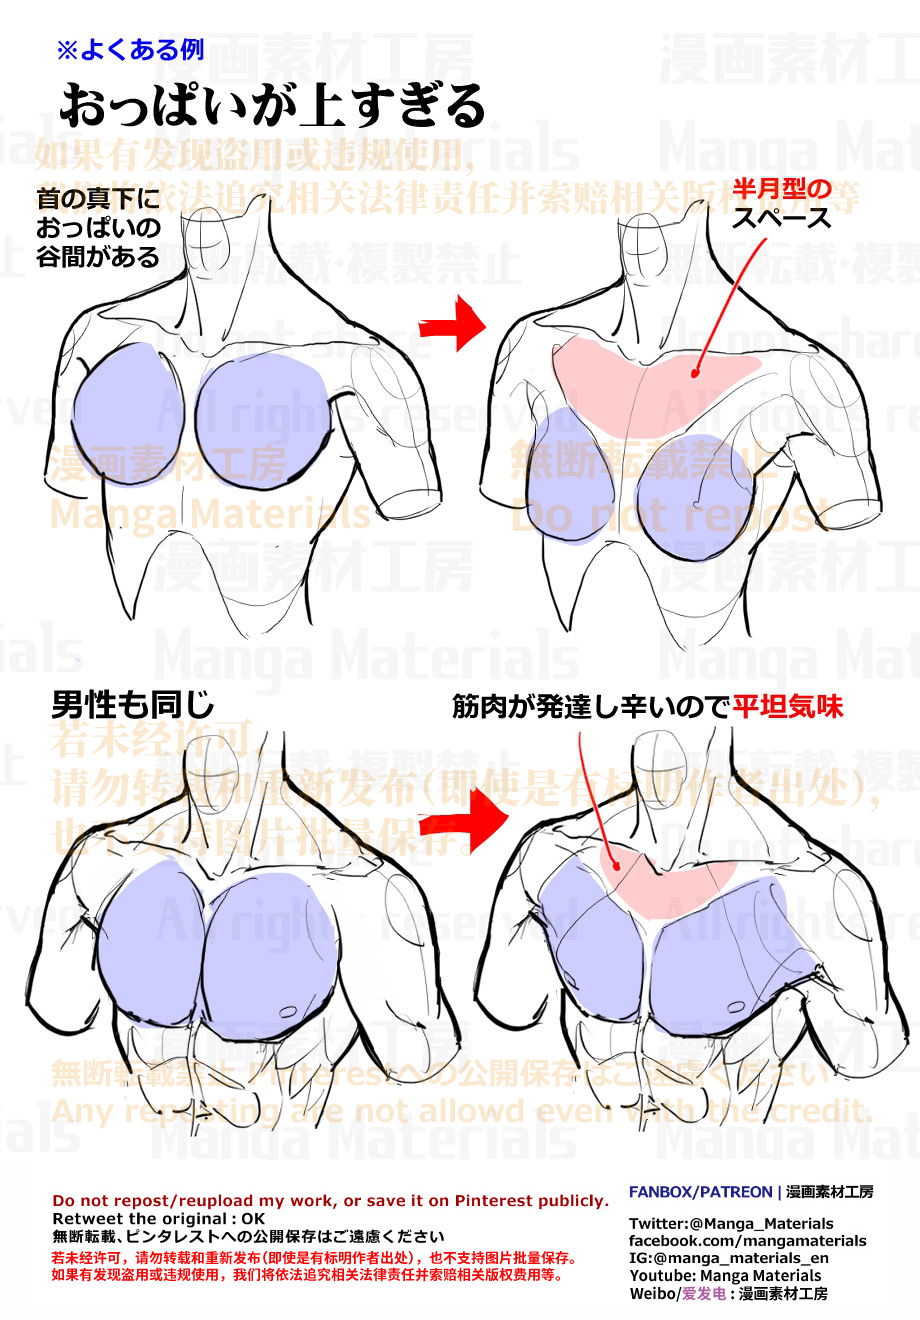 ※よくある例
おっぱいが上すぎる
如果有发现盗用或违规使用,
我们将依法追究相关法律责任并索赔相关版权费用等
首の真下に
おっぱいの
谷間がある
半月型の
スペース
漫画素材工房
Manga Materials
無断転載・複製禁止
Do not share
All rights reserved
漫画素材工房
Manga Materials
無断転載禁止
Do not repost
漫画素材工房
Manga Materials
男性も同じ
筋肉が発達し辛いので平坦気味
若未经许可,
请勿转载和重新发布(即使是有标明作者出处),
也不支持图片批量保存。
無断転載禁止 Pinterestへの公開保存はご遠慮ください
Any reposting are not allowd even with the credit.
Do not repost/reupload my work, or save it on Pinterest publicly.
Retweet the original : OK
無断転載、ピンタレストへの公開保存はご遠慮ください
若未经许可，请勿转载和重新发布(即使是有标明作者出处)，也不支持图片批量保存。
如果有发现盗用或违规使用，我们将依法追究相关法律责任并索赔相关版权费用等。
FANBOX/PATREON | 漫画素材工房
Twitter:@Manga_Materials
facebook.com/mangamaterials
IG:@manga_materials_en
Youtube: Manga Materials
Weibo/爱发电 : 漫画素材工房